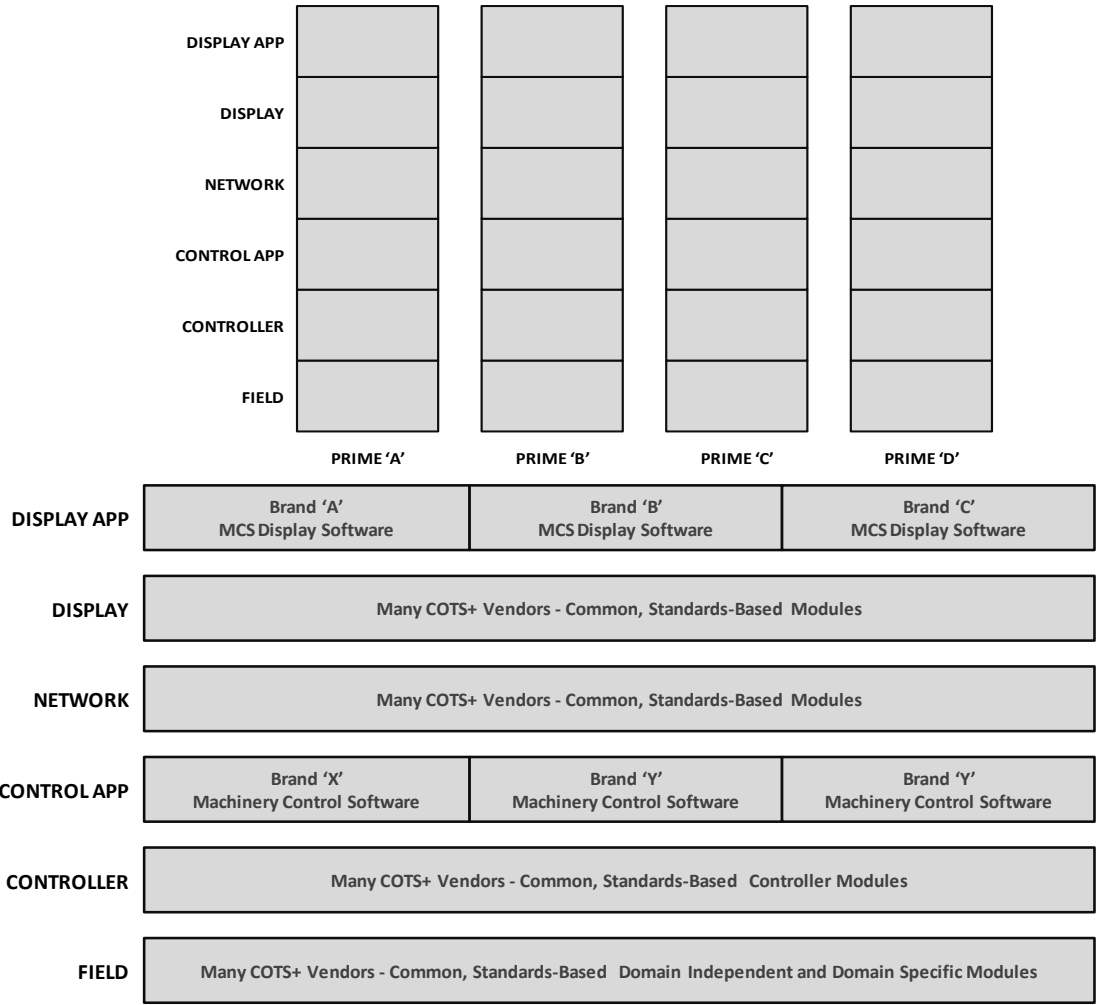 DISPLAY APP
DISPLAY
NETWORK
CONTROL APP
CONTROLLER
FIELD
PRIME ‘A’ PRIME ‘B’ PRIME ‘C’ PRIME ‘D’
DISPLAY APP
Brand ‘A’
MCS Display Software
Brand ‘B’
MCS Display Software
Brand ‘C’
MCS Display Software
DISPLAY
Many COTS+ Vendors - Common, Standards-Based Modules
NETWORK
Many COTS+ Vendors - Common, Standards-Based Modules
CONTROL APP
Brand ‘X’
Machinery Control Software
Brand ‘Y’
Machinery Control Software
Brand ‘Y’
Machinery Control Software
CONTROLLER
Many COTS+ Vendors - Common, Standards-Based Controller Modules
FIELD
Many COTS+ Vendors - Common, Standards-Based Domain Independent and Domain Specific Modules